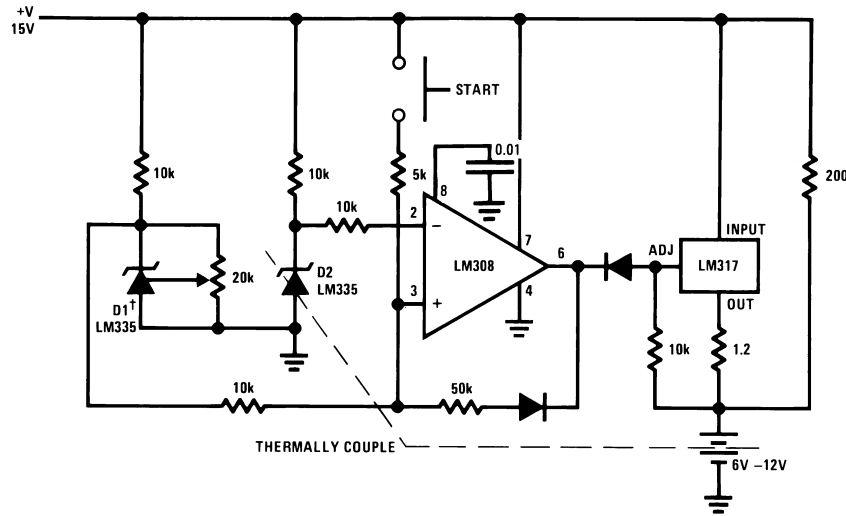 +V
15V
START
10k
10k
5k
0.01
8
200
10k
2
−
7
INPUT
20k
D2
LM335
LM308
6
ADJ
LM317
D1†
LM335
3
+
4
OUT
10k
1.2
10k
50k
THERMALLY COUPLE
6V –12V